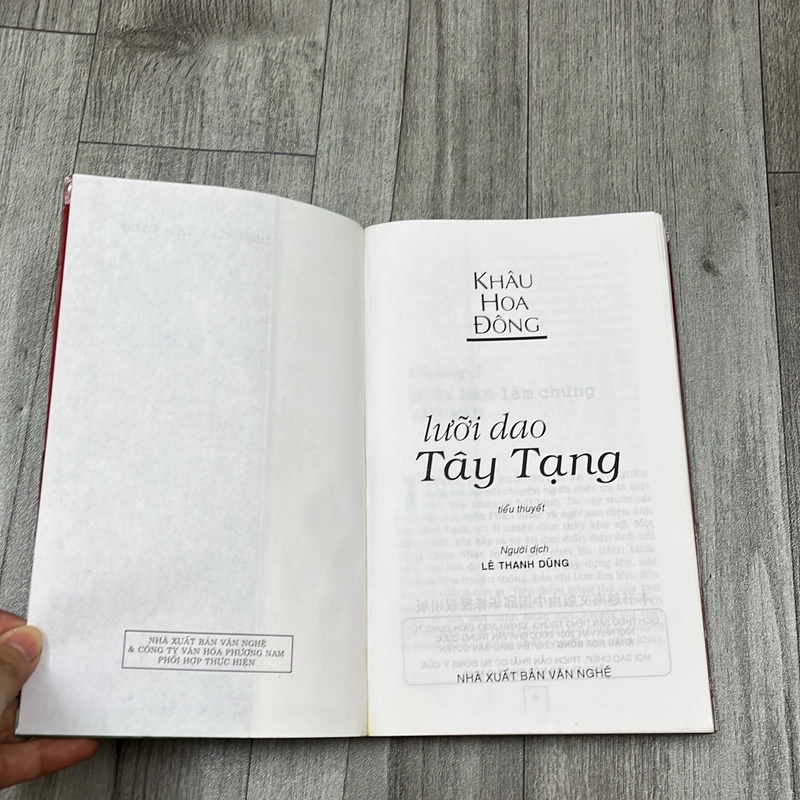 NHÀ XUẤT BẢN VĂN NGHỆ
& CÔNG TY VĂN HÓA PHƯƠNG NAM
PHỐI HỢP THỰC HIỆN
KHÂU
HOA
ĐÔNG
lưỡi dao
Tây Tạng
tiểu thuyết
Người dịch
LÊ THANH DŨNG
NHÀ XUẤT BẢN VĂN NGHỆ